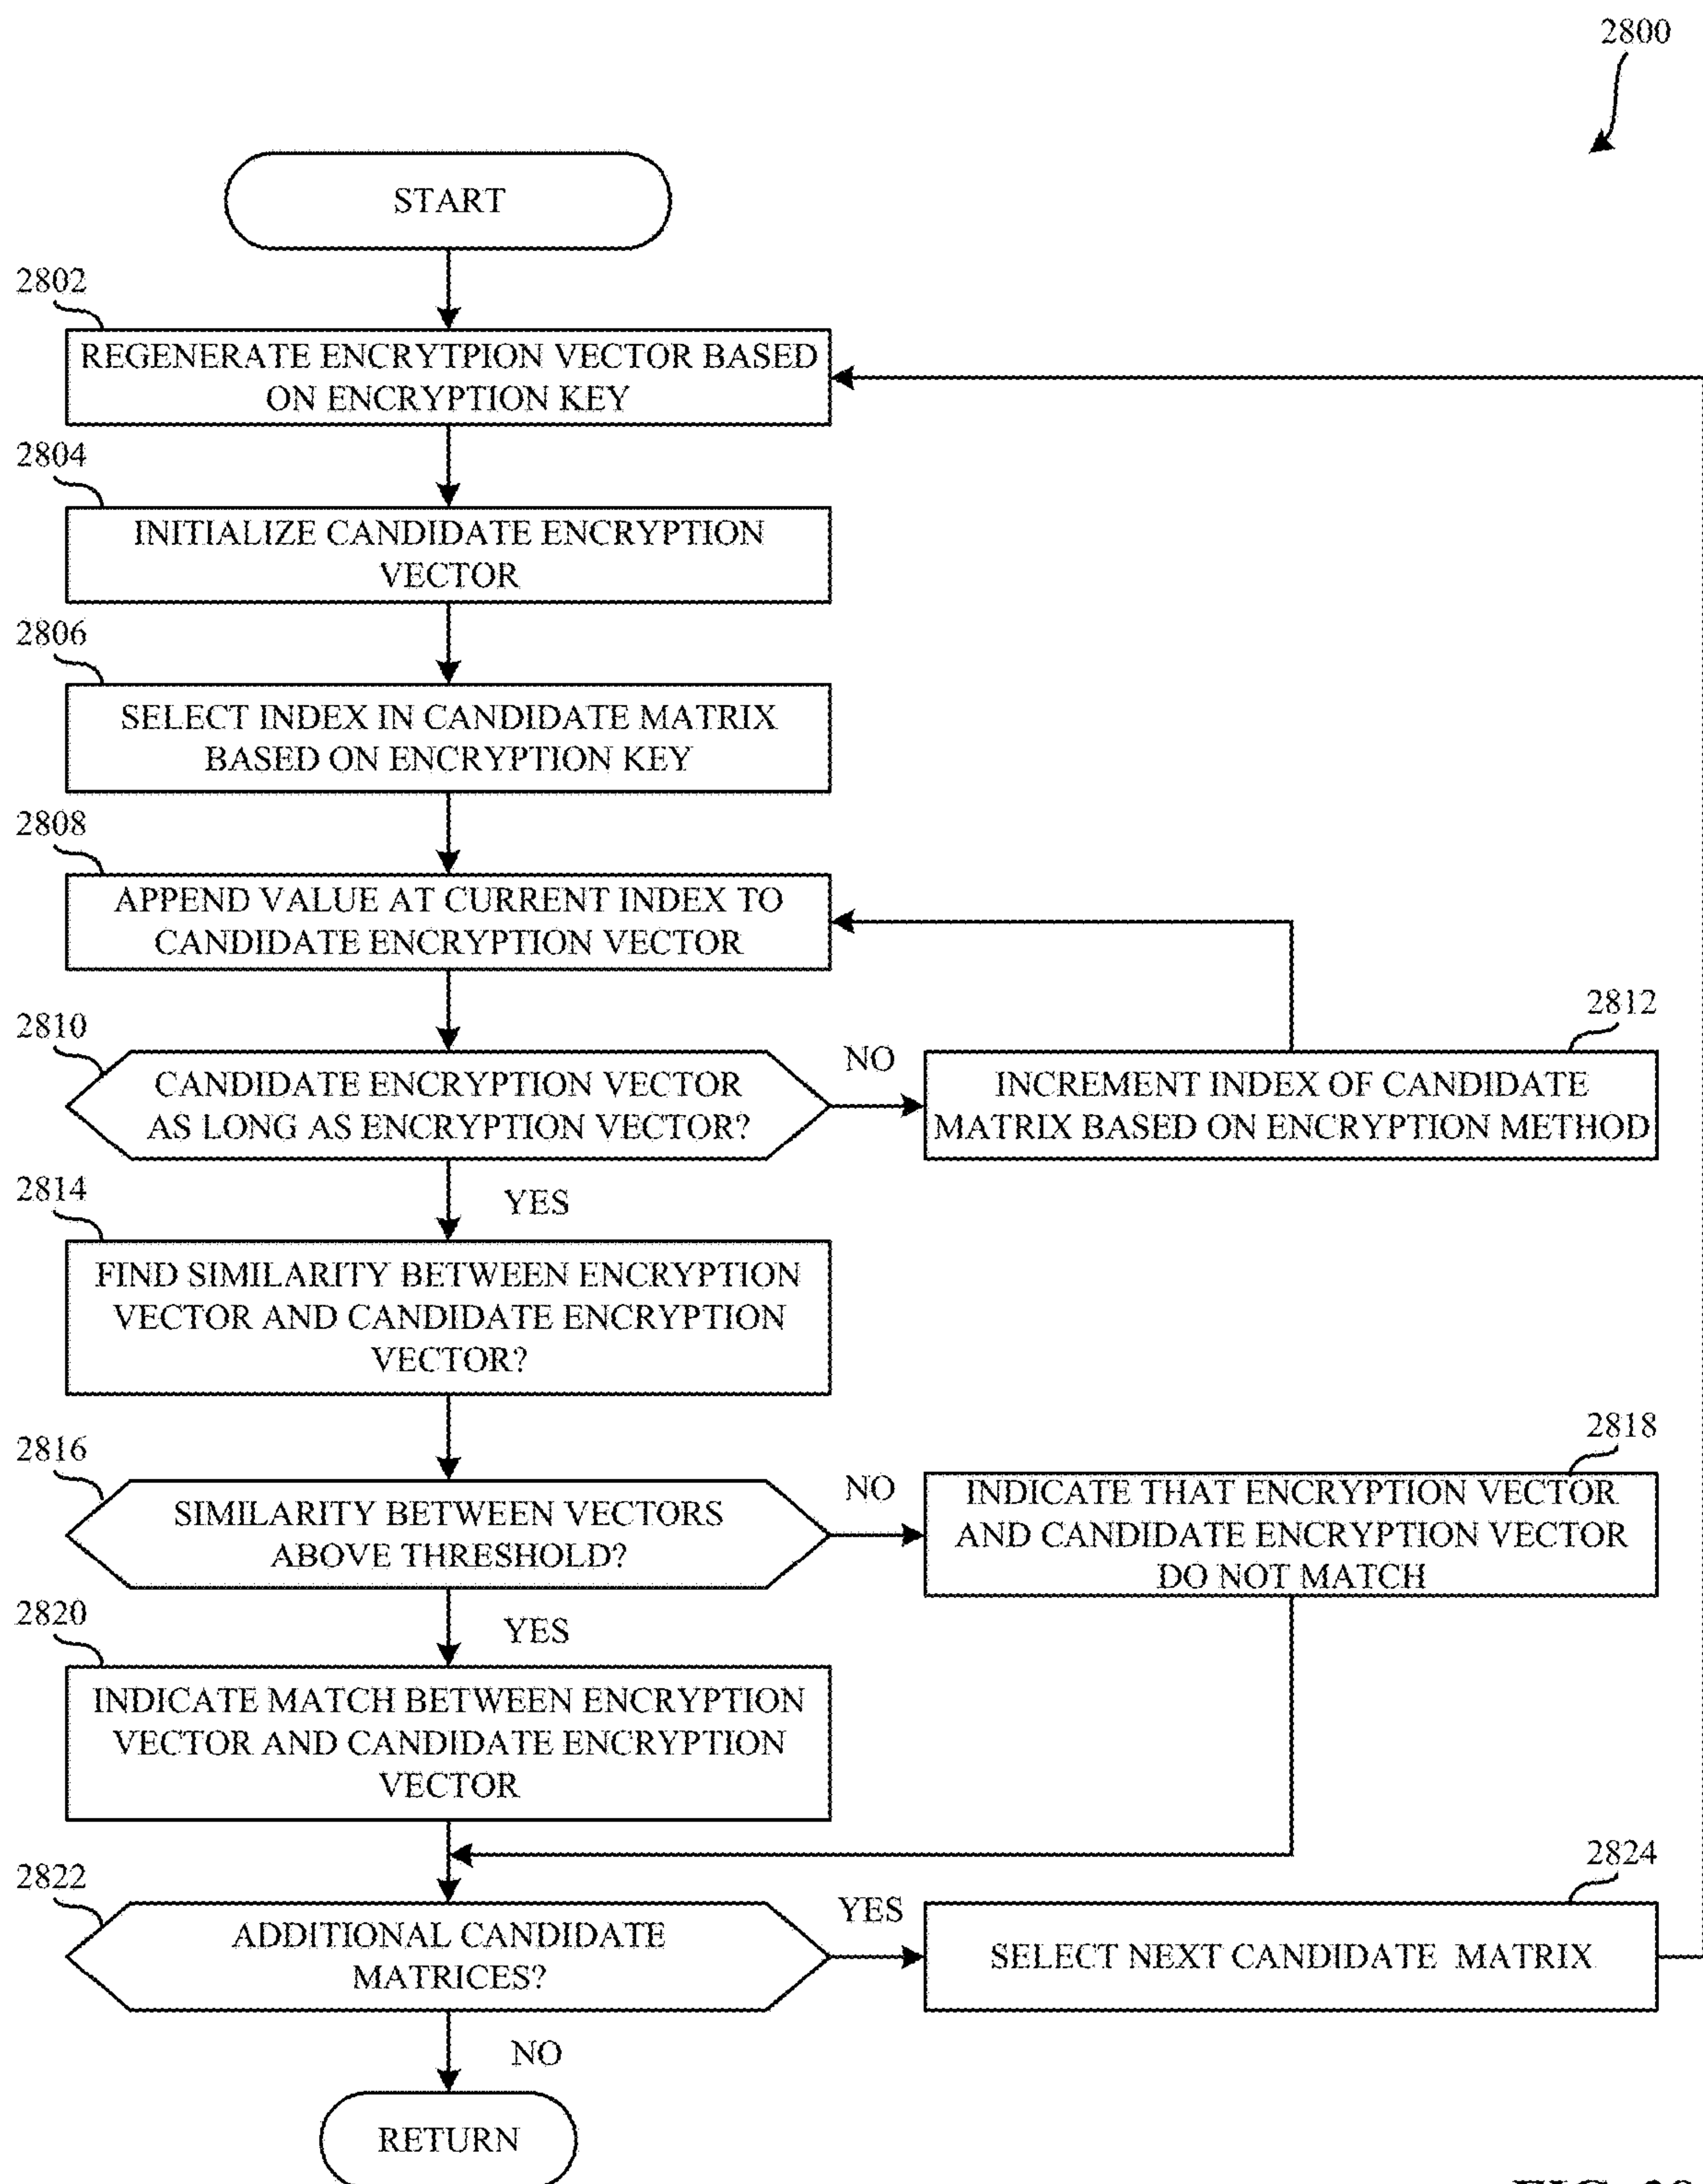 2800
START
2802
REGENERATE ENCRYTPION VECTOR BASED
ON ENCRYPTION KEY
2804
INITIALIZE CANDIDATE ENCRYPTION
VECTOR
2806
SELECT INDEX IN CANDIDATE MATRIX
BASED ON ENCRYPTION KEY
2808
APPEND VALUE AT CURRENT INDEX TO
CANDIDATE ENCRYPTION VECTOR
2810
CANDIDATE ENCRYPTION VECTOR
AS LONG AS ENCRYPTION VECTOR?
NO
2812
INCREMENT INDEX OF CANDIDATE
MATRIX BASED ON ENCRYPTION METHOD
YES
2814
FIND SIMILARITY BETWEEN ENCRYPTION
VECTOR AND CANDIDATE ENCRYPTION
VECTOR?
2816
SIMILARITY BETWEEN VECTORS
ABOVE THRESHOLD?
NO
2818
INDICATE THAT ENCRYPTION VECTOR
AND CANDIDATE ENCRYPTION VECTOR
DO NOT MATCH
YES
2820
INDICATE MATCH BETWEEN ENCRYPTION
VECTOR AND CANDIDATE ENCRYPTION
VECTOR
2822
ADDITIONAL CANDIDATE
MATRICES?
YES
2824
SELECT NEXT CANDIDATE MATRIX
NO
RETURN